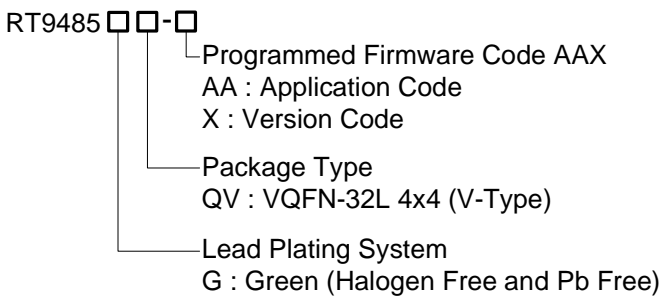 RT9485□□-□
Programmed Firmware Code AAX
AA : Application Code
X : Version Code
Package Type
QV : VQFN-32L 4x4 (V-Type)
Lead Plating System
G : Green (Halogen Free and Pb Free)